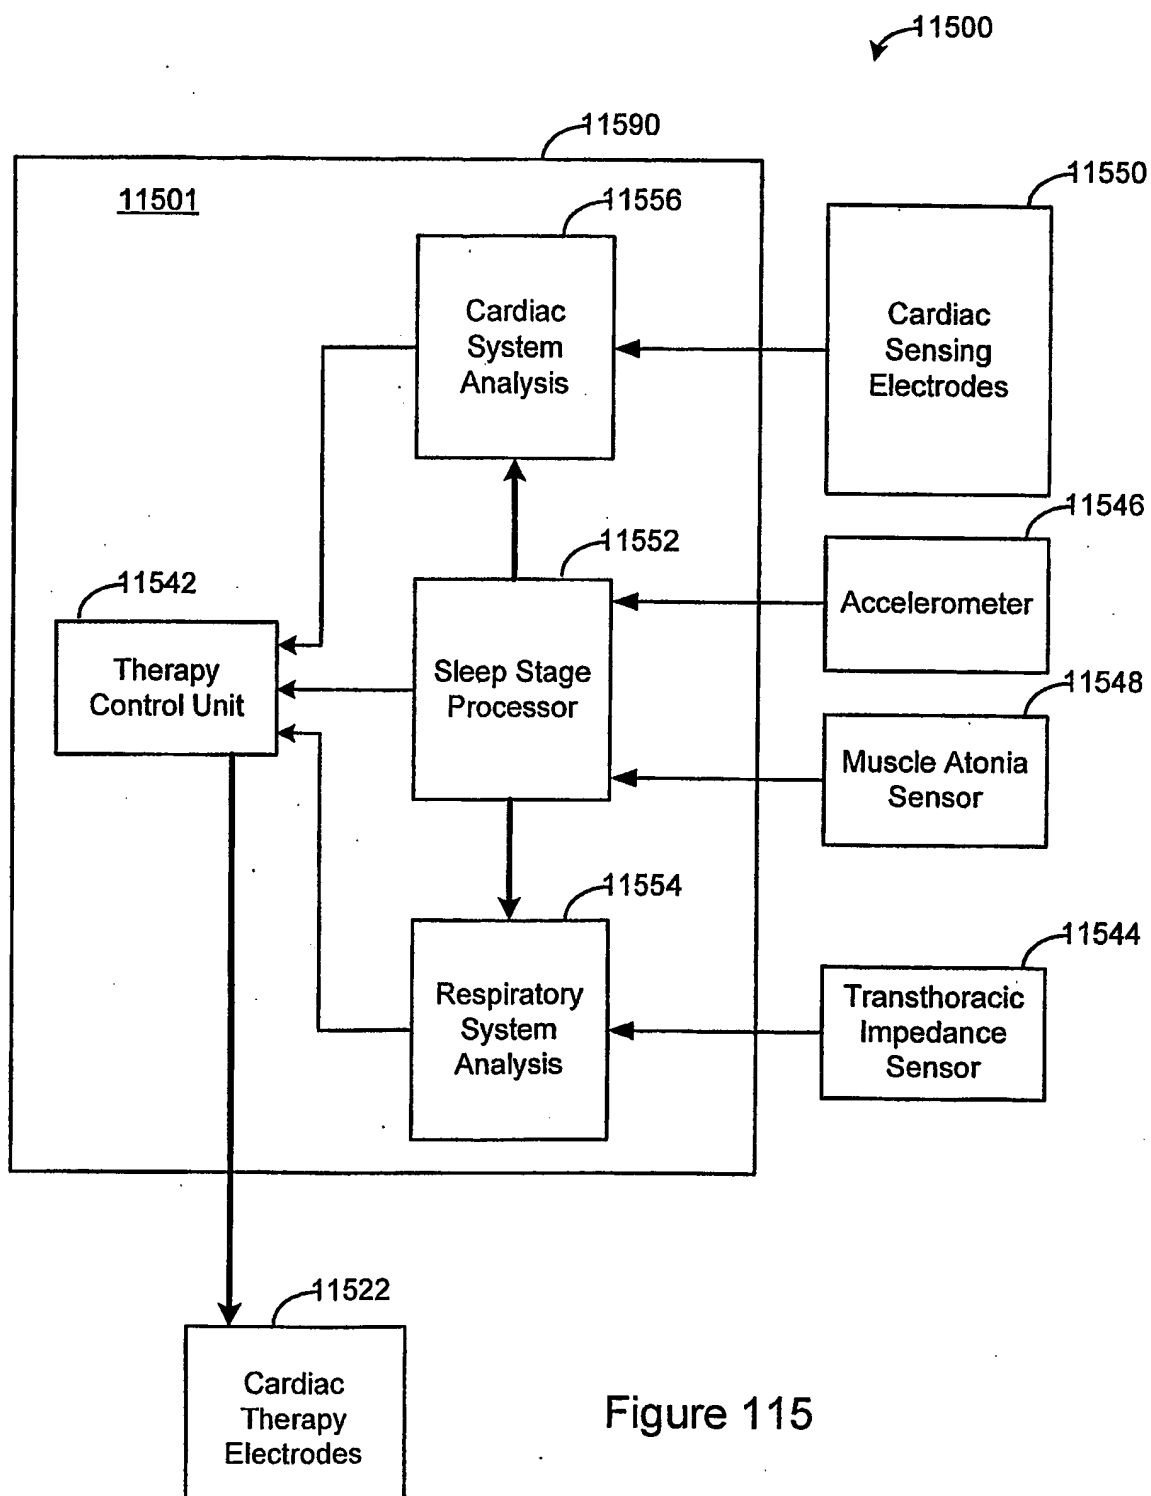 11500
11590
11501
11556
11550
Cardiac
System
Analysis
Cardiac
Sensing
Electrodes
11546
11552
11542
Accelerometer
Therapy
Control Unit
Sleep Stage
Processor
11548
Muscle Atonia
Sensor
11554
11544
Respiratory
System
Analysis
Transthoracic
Impedance
Sensor
11522
Cardiac
Therapy
Electrodes
Figure 115